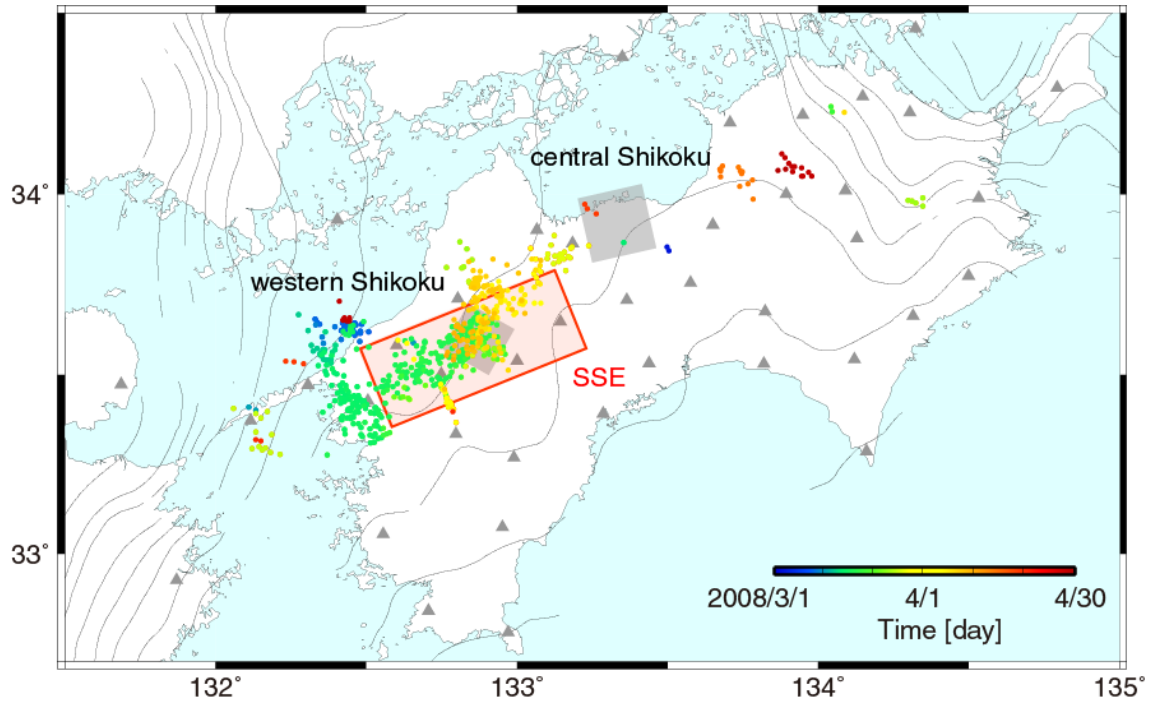 central Shikoku
34°
western Shikoku
SSE
33°
2008/3/1 4/1 4/30
Time [day]
132° 133° 134° 135°